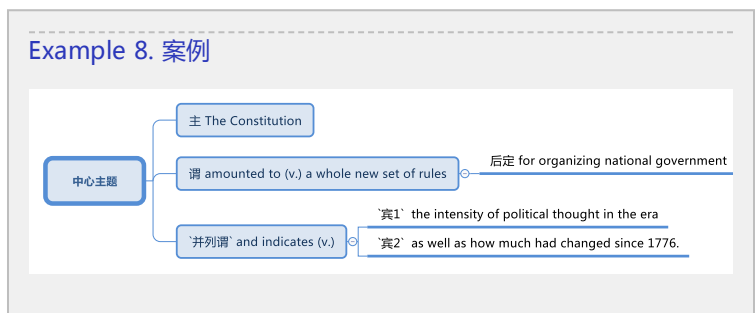 Example 8. 案例
主 The Constitution
中心主题
谓 amounted to (v.) a whole new set of rules
后定 for organizing national government
`并列谓` and indicates (v.)
`宾1` the intensity of political thought in the era
`宾2` as well as how much had changed since 1776.